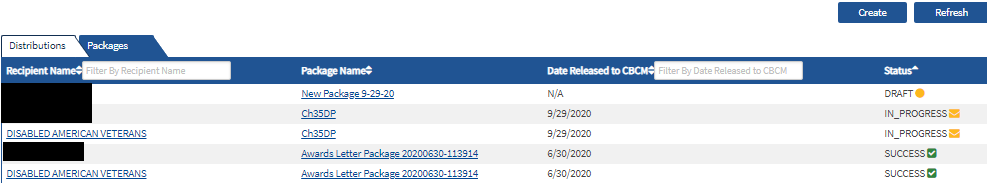 Create Refresh
Distributions Packages
Recipient Name Filter By Recipient Name Package Name Date Released to CBCM Filter By Date Released to CBCM Status
New Package 9-29-20 N/A DRAFT
Ch35DP 9/29/2020 IN_PROGRESS
DISABLED AMERICAN VETERANS Ch35DP 9/29/2020 IN_PROGRESS
Awards Letter Package 20200630-113914 6/30/2020 SUCCESS
DISABLED AMERICAN VETERANS Awards Letter Package 20200630-113914 6/30/2020 SUCCESS